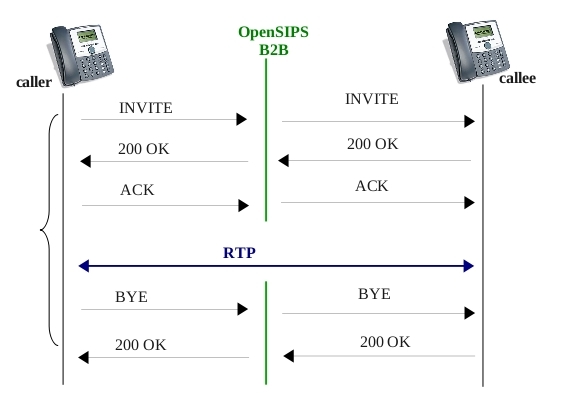 OpenSIPS
B2B
caller
callee
INVITE
INVITE
200 OK
200 OK
ACK
ACK
RTP
BYE
BYE
200 OK
200 OK